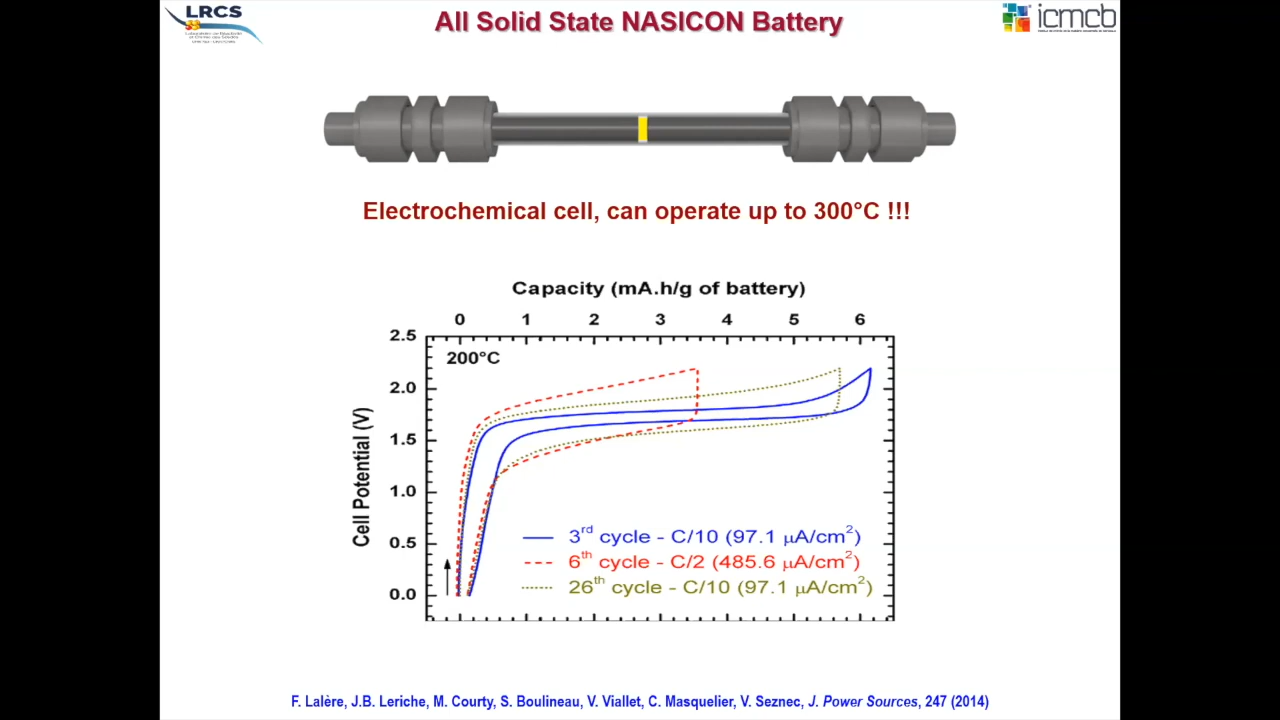 LRCS
All Solid State NASICON Battery
icmcb
Electrochemical cell, can operate up to 300°C !!!
Capacity (mA.h/g of battery)
0 1 2 3 4 5 6
2.5
200°C
2.0
1.5
1.0
0.5
0.0
Cell Potential (V)
3rd cycle - C/10 (97.1 µA/cm²)
6th cycle - C/2 (485.6 µA/cm²)
26th cycle - C/10 (97.1 µA/cm²)
F. Lalère, J.B. Leriche, M. Courty, S. Boulineau, V. Viallet, C. Masquelier, V. Seznec, J. Power Sources, 247 (2014)